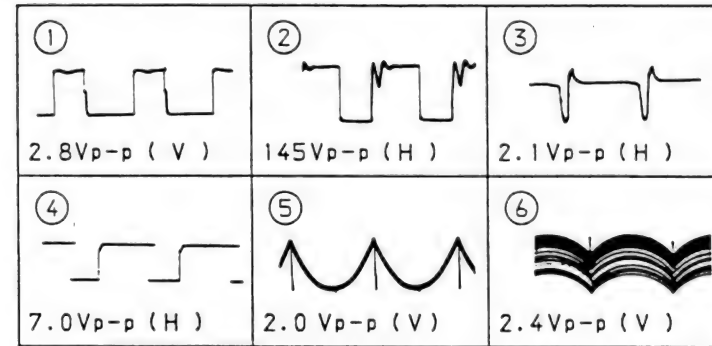 ① ② ③
2.8Vp-p ( V ) 145Vp-p ( H ) 2.1Vp-p ( H )
④ ⑤ ⑥
7.0Vp-p ( H ) 2.0 Vp-p ( V ) 2.4Vp-p ( V )